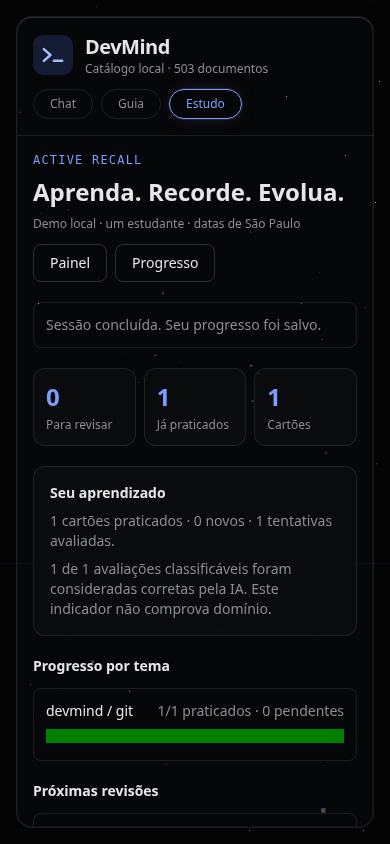 DevMind
Catálogo local · 503 documentos
Chat
Guia
Estudo
ACTIVE RECALL
Aprenda. Recorde. Evolua.
Demo local · um estudante · datas de São Paulo
Painel
Progresso
Sessão concluída. Seu progresso foi salvo.
0
Para revisar
1
Já praticados
1
Cartões
Seu aprendizado
1 cartões praticados · 0 novos · 1 tentativas
avaliadas.
1 de 1 avaliações classificáveis foram
consideradas corretas pela IA. Este
indicador não comprova domínio.
Progresso por tema
devmind / git
1/1 praticados · 0 pendentes
Próximas revisões